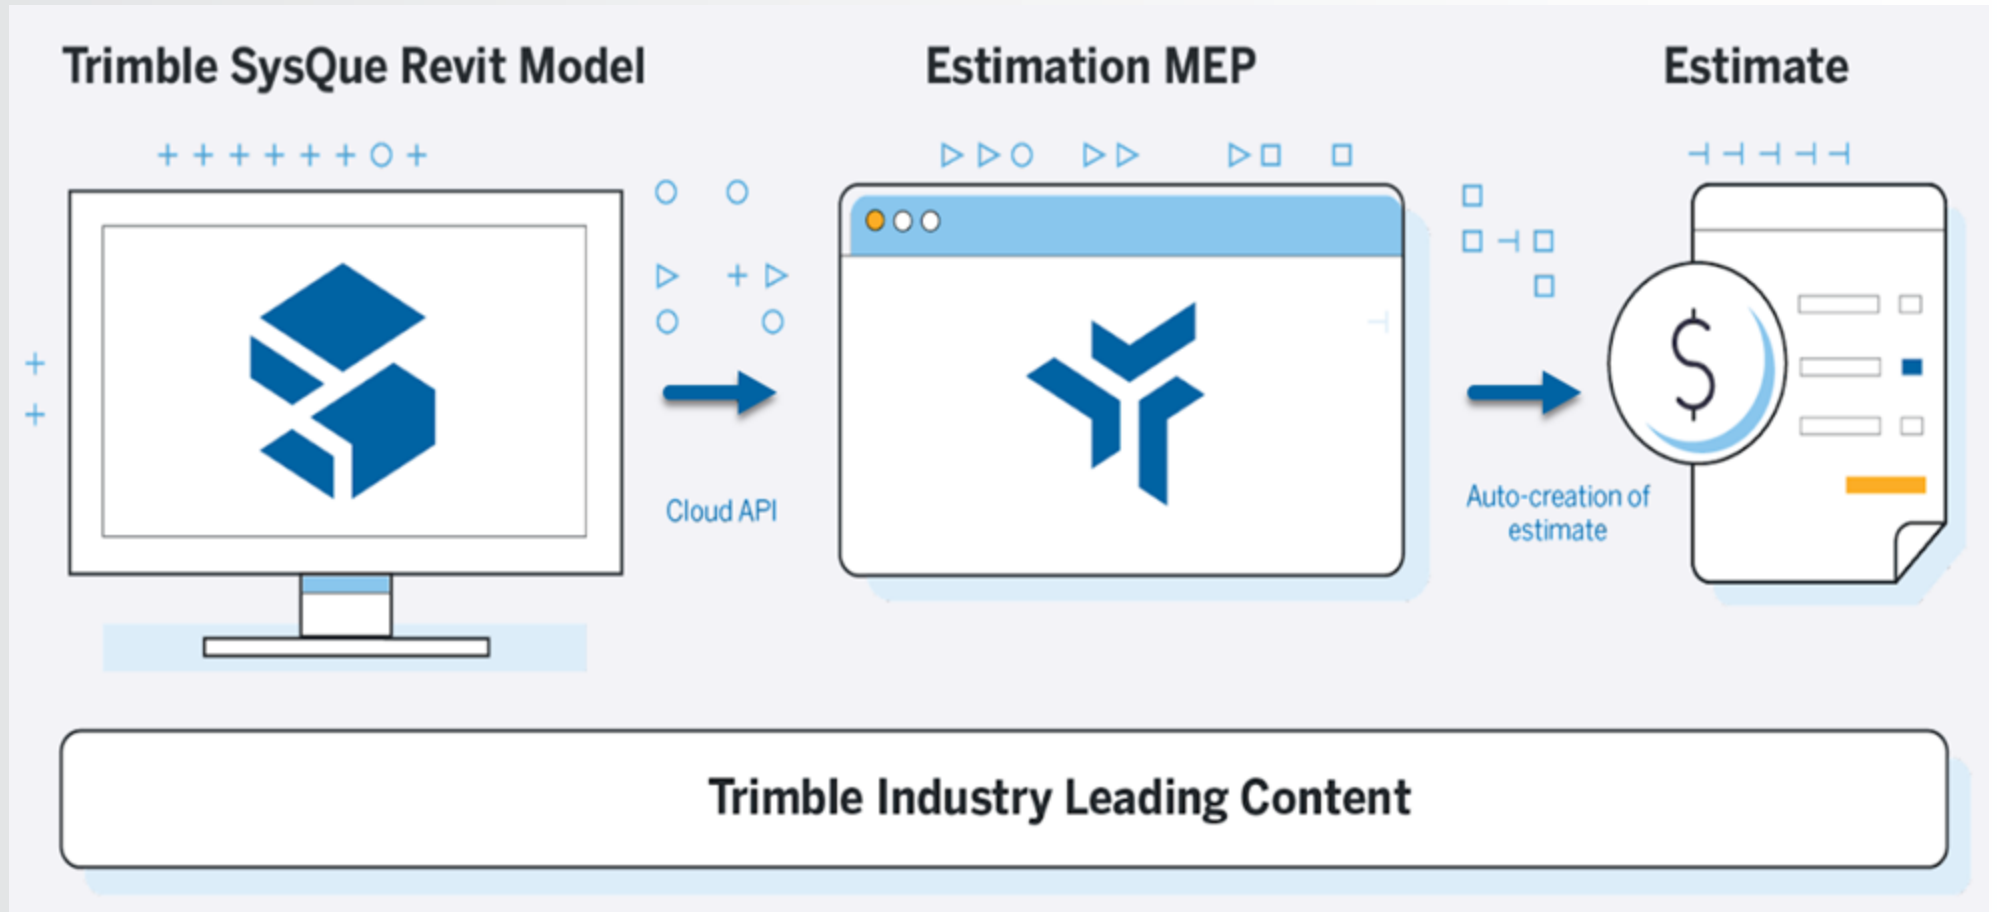 Trimble SysQue Revit Model
Estimation MEP
Estimate
Cloud API
Auto-creation of
estimate
Trimble Industry Leading Content